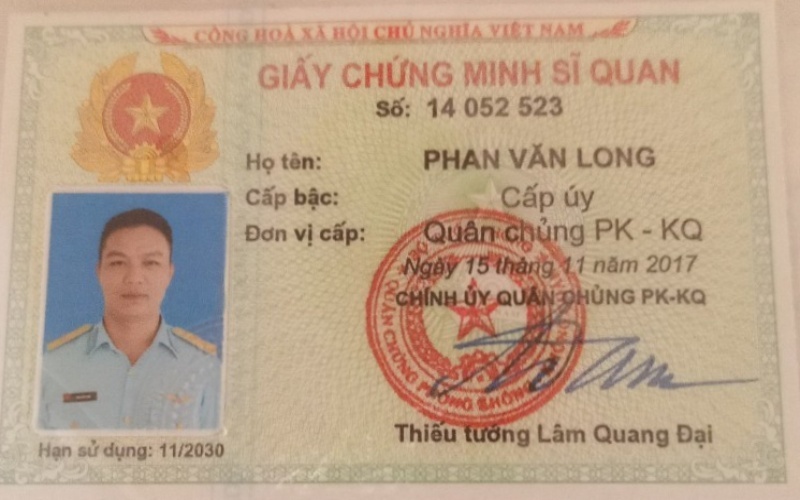 CỘNG HOÀ XÃ HỘI CHỦ NGHĨA VIỆT NAM
GIẤY CHỨNG MINH SĨ QUAN
Số: 14 052 523
Họ tên: PHAN VĂN LONG
Cấp bậc: Cấp úy
Đơn vị cấp: Quân chủng PK - KQ
Ngày 15 tháng 11 năm 2017
CHÍNH ỦY QUÂN CHỦNG PK-KQ
QUÂN CHỦNG PHÒNG KHÔNG
Thiếu tướng Lâm Quang Đại
Hạn sử dụng: 11/2030